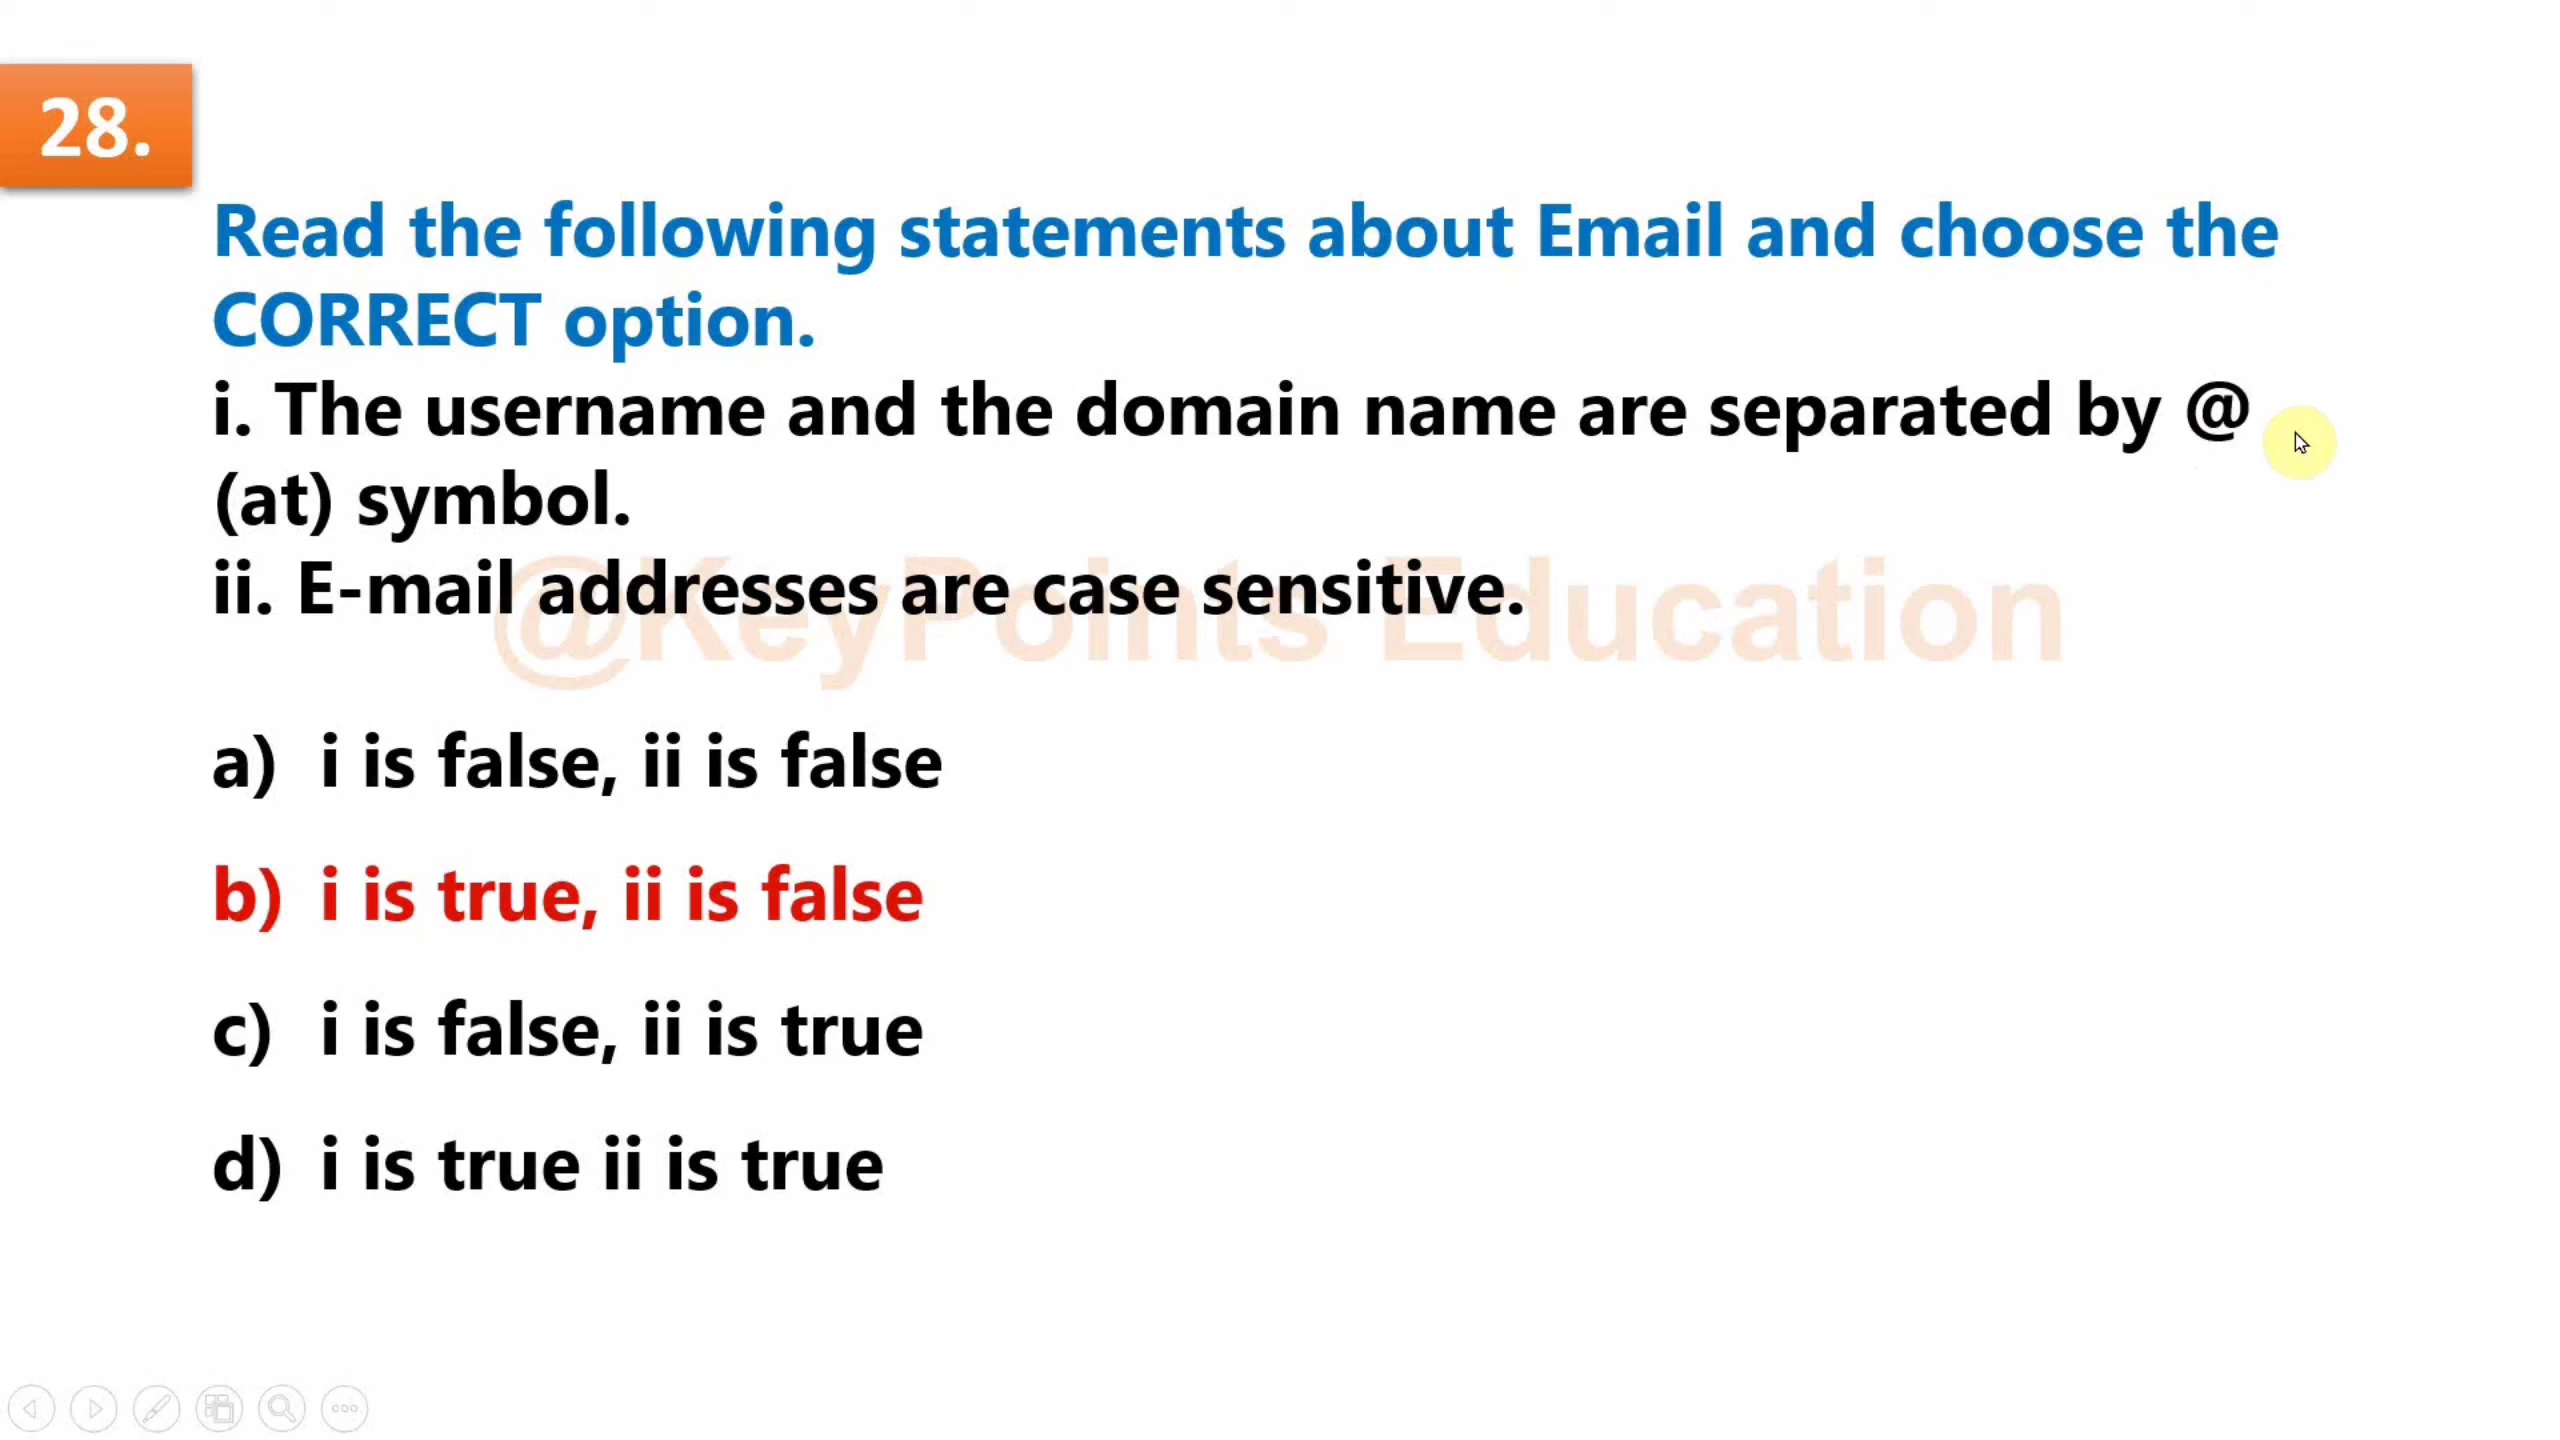 28.
Read the following statements about Email and choose the
CORRECT option.
i. The username and the domain name are separated by @
(at) symbol.
ii. E-mail addresses are case sensitive.
@KeyPoints Education
a) i is false, ii is false
b) i is true, ii is false
c) i is false, ii is true
d) i is true ii is true